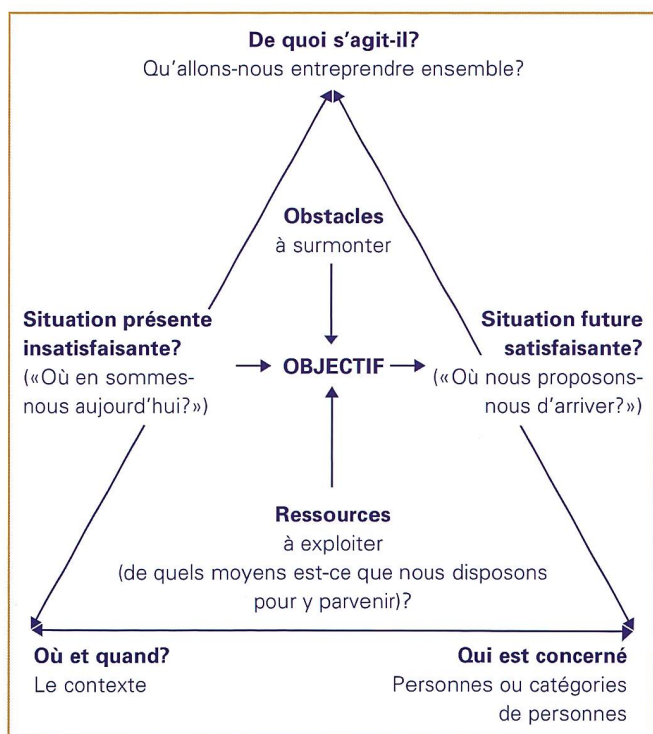 De quoi s'agit-il?
Qu'allons-nous entreprendre ensemble?
Obstacles
à surmonter
Situation présente
insatisfaisante?
(«Où en sommes-
nous aujourd'hui?»)
OBJECTIF
Situation future
satisfaisante?
(«Où nous proposons-
nous d'arriver?»)
Ressources
à exploiter
(de quels moyens est-ce que nous disposons
pour y parvenir)?
Où et quand?
Le contexte
Qui est concerné
Personnes ou catégories
de personnes